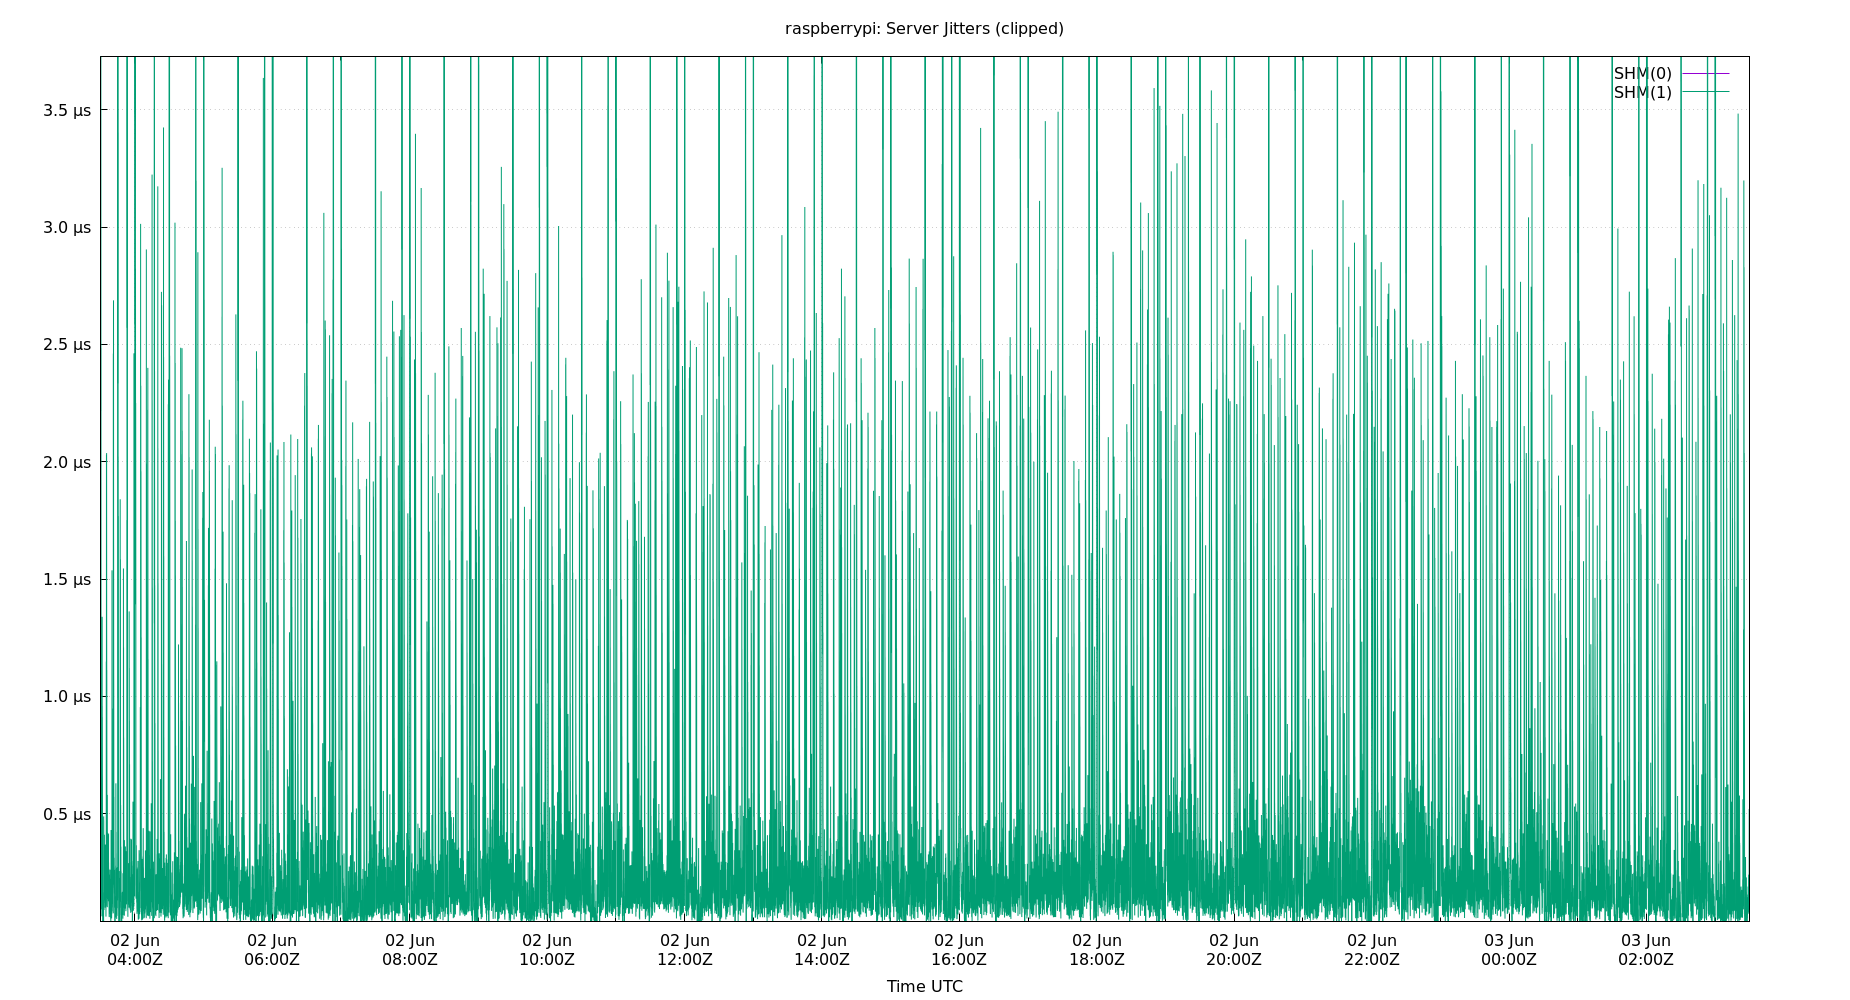 raspberrypi: Server Jitters (clipped)
SHM(0)
SHM(1)
3.5 µs
3.0 µs
2.5 µs
2.0 µs
1.5 µs
1.0 µs
0.5 µs
02 Jun 02 Jun 02 Jun 02 Jun 02 Jun 02 Jun 02 Jun 02 Jun 02 Jun 02 Jun 03 Jun 03 Jun
04:00Z 06:00Z 08:00Z 10:00Z 12:00Z 14:00Z 16:00Z 18:00Z 20:00Z 22:00Z 00:00Z 02:00Z
Time UTC